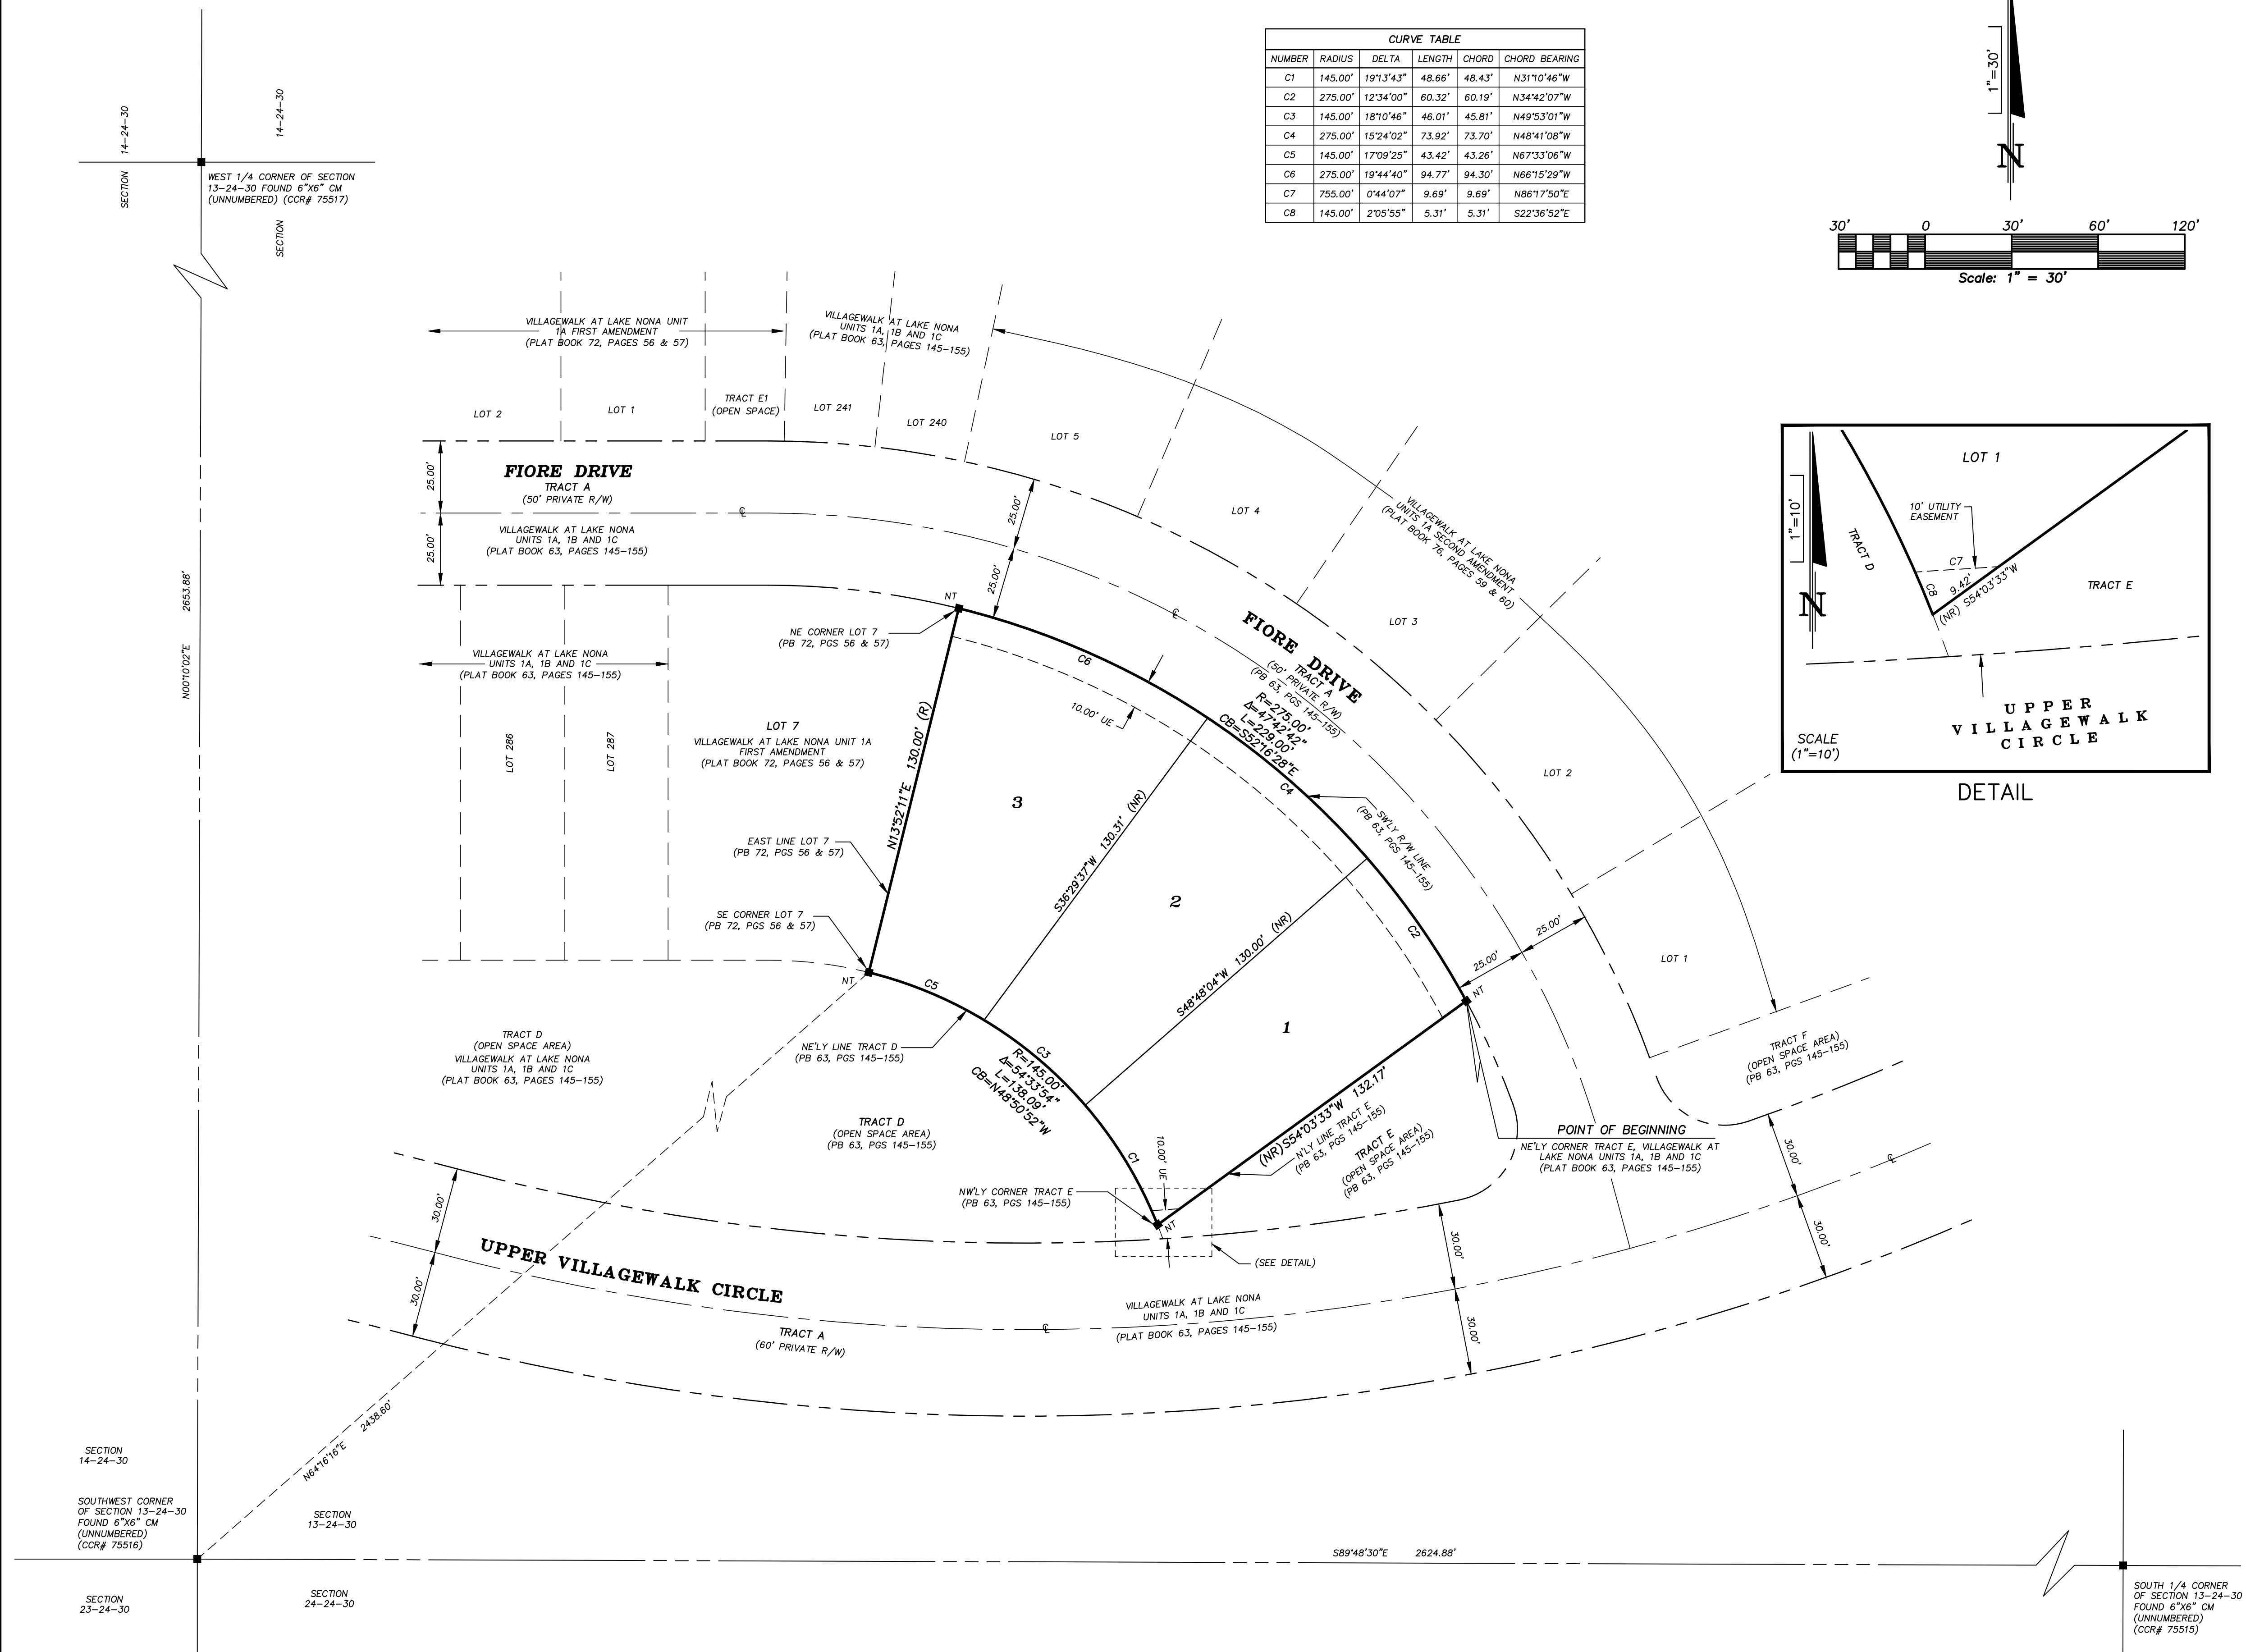 CURVE TABLE
NUMBER RADIUS DELTA LENGTH CHORD CHORD BEARING
C1 145.00' 19°13'43" 48.66' 48.43' N31°10'46"W
C2 275.00' 12°34'00" 60.32' 60.19' N34°42'07"W
C3 145.00' 18°10'46" 46.01' 45.81' N49°53'01"W
C4 275.00' 15°24'02" 73.92' 73.70' N48°41'08"W
C5 145.00' 17°09'25" 43.42' 43.26' N67°33'06"W
C6 275.00' 19°44'40" 94.77' 94.30' N66°15'29"W
C7 755.00' 0°44'07" 9.69' 9.69' N86°17'50"E
C8 145.00' 2°05'55" 5.31' 5.31' S22°36'52"E
1"=30'
N
30' 0 30' 60' 120'
Scale: 1" = 30'
SECTION 14-24-30
SECTION 14-24-30
WEST 1/4 CORNER OF SECTION
13-24-30 FOUND 6"X6" CM
(UNNUMBERED) (CCR# 75517)
N00°10'02"E 2653.88'
VILLAGEWALK AT LAKE NONA UNIT
1A FIRST AMENDMENT
(PLAT BOOK 72, PAGES 56 & 57)
VILLAGEWALK AT LAKE NONA
UNITS 1A, 1B AND 1C
(PLAT BOOK 63, PAGES 145-155)
LOT 2
LOT 1
TRACT E1
(OPEN SPACE)
LOT 241
LOT 240
LOT 5
LOT 4
LOT 3
LOT 2
LOT 1
VILLAGEWALK AT LAKE NONA
UNITS 1A SECOND AMENDMENT
(PLAT BOOK 76, PAGES 59 & 60)
25.00'
25.00'
FIORE DRIVE
TRACT A
(50' PRIVATE R/W)
VILLAGEWALK AT LAKE NONA
UNITS 1A, 1B AND 1C
(PLAT BOOK 63, PAGES 145-155)
℄
25.00'
25.00'
℄
FIORE DRIVE
TRACT A
(50' PRIVATE R/W)
(PB 63, PGS 145-155)
R=275.00'
Δ=47°42'42"
L=229.00'
CB=S52°16'28"E
NT
NE CORNER LOT 7
(PB 72, PGS 56 & 57)
VILLAGEWALK AT LAKE NONA
UNITS 1A, 1B AND 1C
(PLAT BOOK 63, PAGES 145-155)
LOT 286
LOT 287
LOT 7
VILLAGEWALK AT LAKE NONA UNIT 1A
FIRST AMENDMENT
(PLAT BOOK 72, PAGES 56 & 57)
N13°52'11"E 130.00' (R)
C6
10.00' UE
3
S36°29'37"W 130.31' (NR)
C4
SW'LY R/W LINE
(PB 63, PGS 145-155)
EAST LINE LOT 7
(PB 72, PGS 56 & 57)
2
C2
SE CORNER LOT 7
(PB 72, PGS 56 & 57)
NT
S48°48'04"W 130.00' (NR)
25.00'
25.00'
C5
1
NT
NE'LY LINE TRACT D
(PB 63, PGS 145-155)
C3
R=145.00'
Δ=54°33'54"
L=138.09'
CB=N48°50'52"W
TRACT D
(OPEN SPACE AREA)
VILLAGEWALK AT LAKE NONA
UNITS 1A, 1B AND 1C
(PLAT BOOK 63, PAGES 145-155)
TRACT D
(OPEN SPACE AREA)
(PB 63, PGS 145-155)
C1
10.00' UE
(NR)S54°03'33"W 132.17'
N'LY LINE TRACT E
(PB 63, PGS 145-155)
TRACT E
(OPEN SPACE AREA)
(PB 63, PGS 145-155)
POINT OF BEGINNING
NE'LY CORNER TRACT E, VILLAGEWALK AT
LAKE NONA UNITS 1A, 1B AND 1C
(PLAT BOOK 63, PAGES 145-155)
TRACT F
(OPEN SPACE AREA)
(PB 63, PGS 145-155)
NW'LY CORNER TRACT E
(PB 63, PGS 145-155)
NT
(SEE DETAIL)
30.00'
30.00'
UPPER VILLAGEWALK CIRCLE
TRACT A
(60' PRIVATE R/W)
℄
VILLAGEWALK AT LAKE NONA
UNITS 1A, 1B AND 1C
(PLAT BOOK 63, PAGES 145-155)
30.00'
30.00'
30.00'
30.00'
℄
1"=10'
N
LOT 1
10' UTILITY
EASEMENT
TRACT D
C7
C8
9.42'
(NR) S54°03'33"W
TRACT E
UPPER
VILLAGEWALK
CIRCLE
SCALE
(1"=10')
DETAIL
N64°16'16"E 2438.60'
SECTION
14-24-30
SOUTHWEST CORNER
OF SECTION 13-24-30
FOUND 6"X6" CM
(UNNUMBERED)
(CCR# 75516)
SECTION
13-24-30
S89°48'30"E 2624.88'
SECTION
23-24-30
SECTION
24-24-30
SOUTH 1/4 CORNER
OF SECTION 13-24-30
FOUND 6"X6" CM
(UNNUMBERED)
(CCR# 75515)